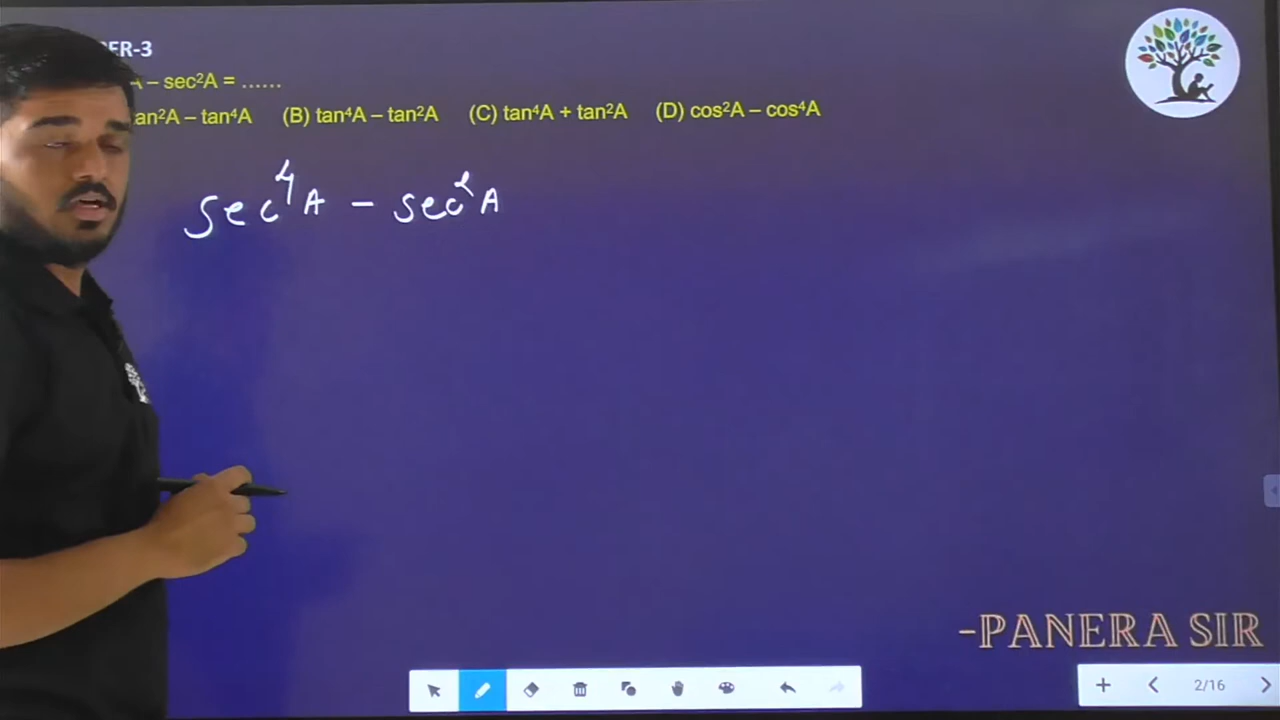 ER-3
A – sec²A = ......
an²A – tan⁴A (B) tan⁴A – tan²A (C) tan⁴A + tan²A (D) cos²A – cos⁴A
sec⁴A – sec²A
-PANERA SIR
2/16